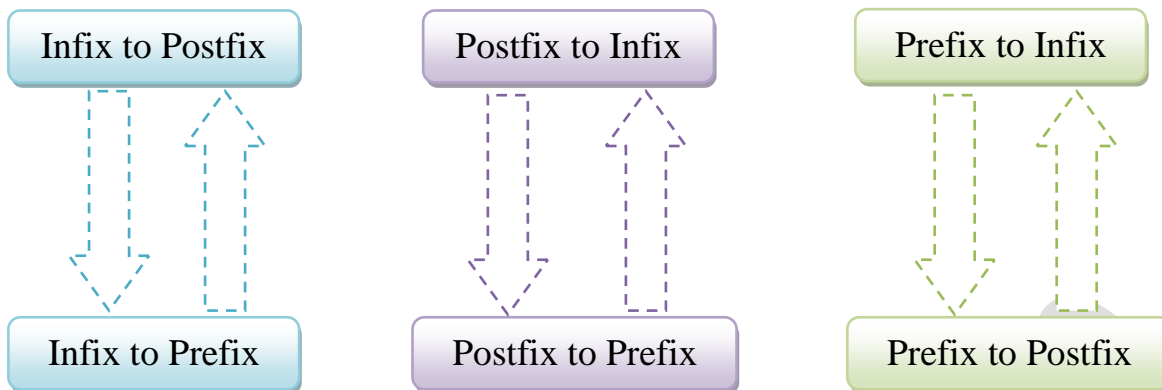 Infix to Postfix
Postfix to Infix
Prefix to Infix
Infix to Prefix
Postfix to Prefix
Prefix to Postfix